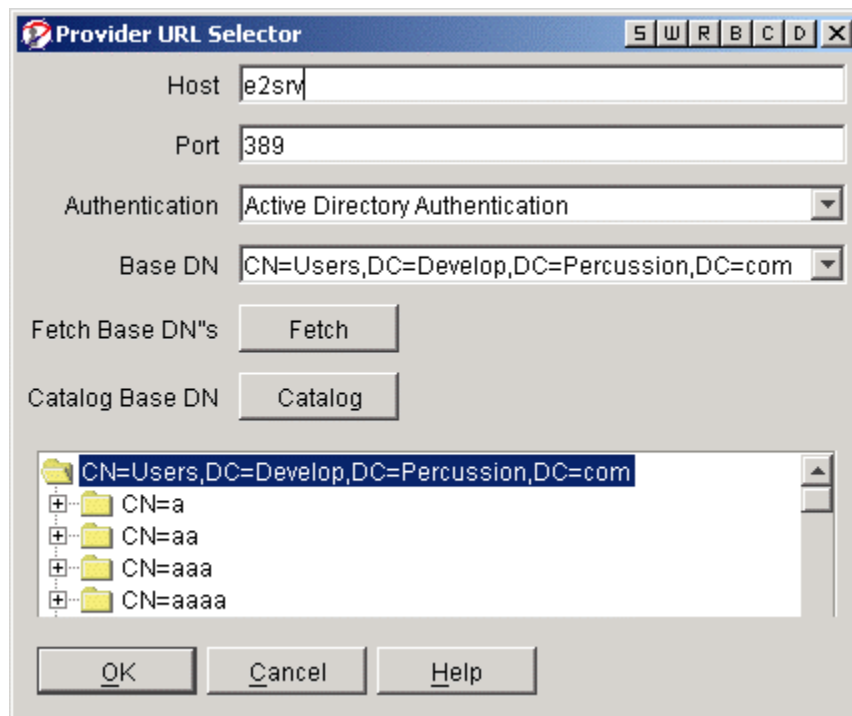 Provider URL Selector S W R B C D X
Host e2srv
Port 389
Authentication Active Directory Authentication
Base DN CN=Users,DC=Develop,DC=Percussion,DC=com
Fetch Base DN"s Fetch
Catalog Base DN Catalog
CN=Users,DC=Develop,DC=Percussion,DC=com
CN=a
CN=aa
CN=aaa
CN=aaaa
OK Cancel Help